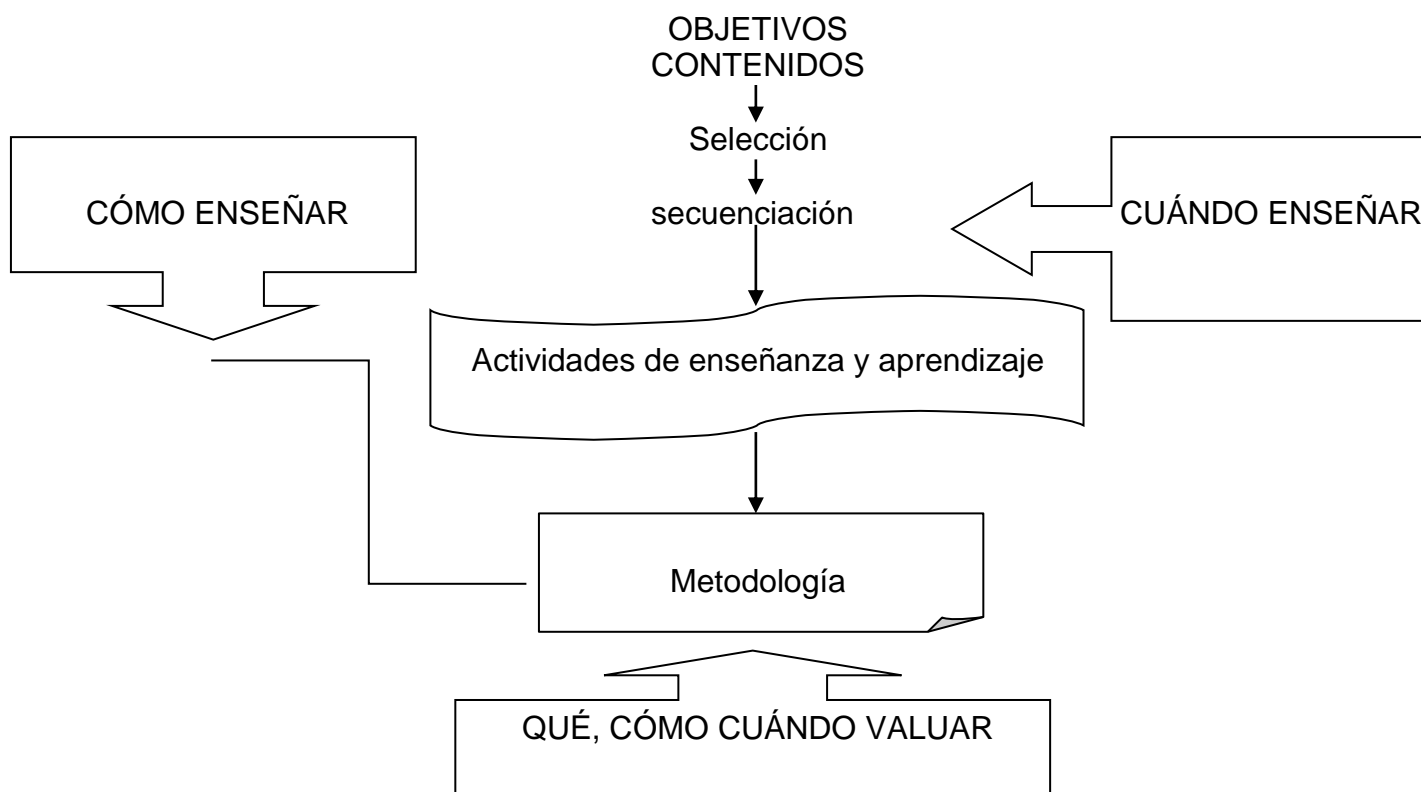 OBJETIVOS
CONTENIDOS
Selección
CÓMO ENSEÑAR
secuenciación
CUÁNDO ENSEÑAR
Actividades de enseñanza y aprendizaje
Metodología
QUÉ, CÓMO CUÁNDO VALUAR